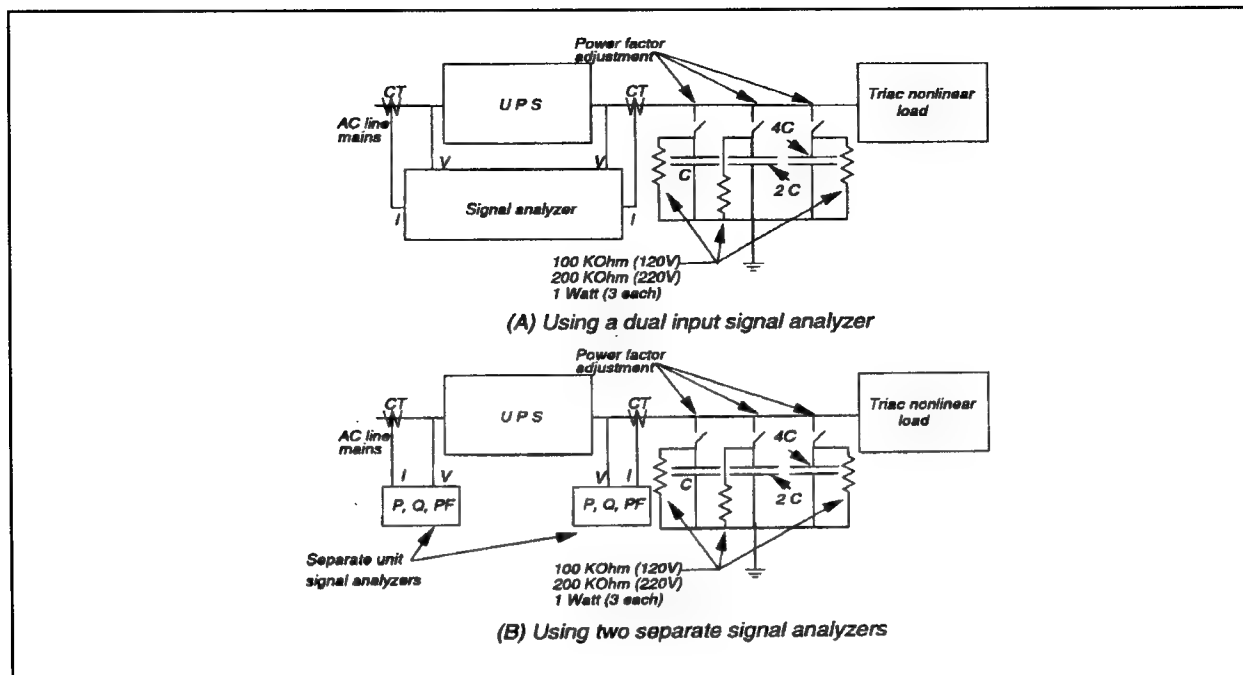 Power factor
adjustment
CT
UPS
CT
Triac nonlinear
load
AC line
mains
V
V
4C
C
2 C
I
Signal analyzer
I
100 KOhm (120V)
200 KOhm (220V)
1 Watt (3 each)
(A) Using a dual input signal analyzer
Power factor
adjustment
CT
UPS
CT
Triac nonlinear
load
AC line
mains
4C
I
V
V
I
C
2 C
P, Q, PF
P, Q, PF
Separate unit
signal analyzers
100 KOhm (120V)
200 KOhm (220V)
1 Watt (3 each)
(B) Using two separate signal analyzers